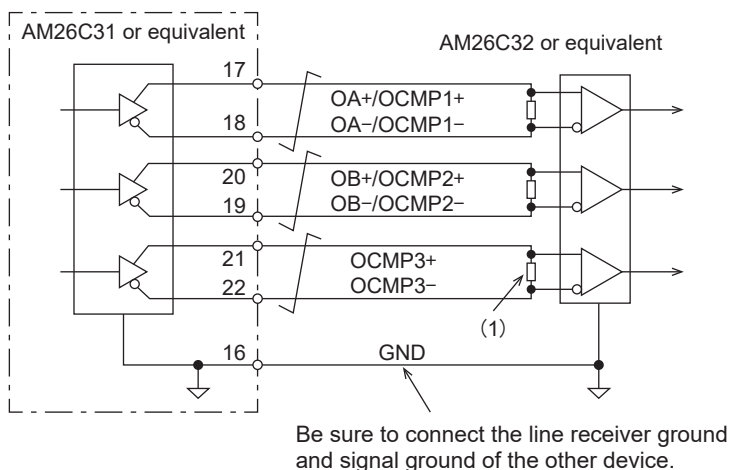 AM26C31 or equivalent
AM26C32 or equivalent
17
OA+/OCMP1+
18
OA−/OCMP1−
20
OB+/OCMP2+
19
OB−/OCMP2−
21
OCMP3+
22
OCMP3−
(1)
16
GND
Be sure to connect the line receiver ground
and signal ground of the other device.